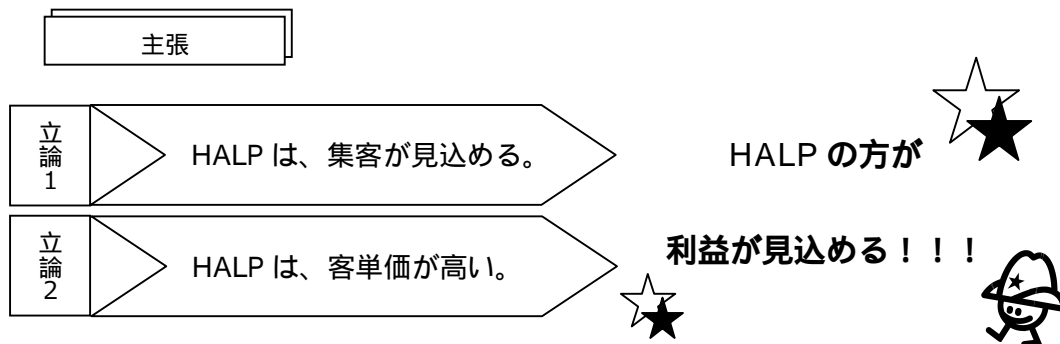 主張
立論1
HALP は、集客が見込める。
HALP の方が
立論2
HALP は、客単価が高い。
利益が見込める！！！